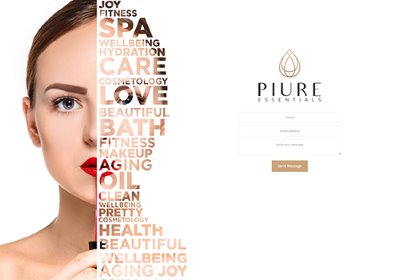 JOY
FITNESS
SPA
WELLBEING
HYDRATION
CARE
COSMETOLOGY
LOVE
BEAUTIFUL
BATH
FITNESS
MAKEUP
AGING
OIL
CLEAN
WELLBEING
PRETTY
COSMETOLOGY
HEALTH
BEAUTIFUL
WELLBEING
AGING JOY
PIURE
ESSENTIALS
Name
Email address
Write your message
Send Message